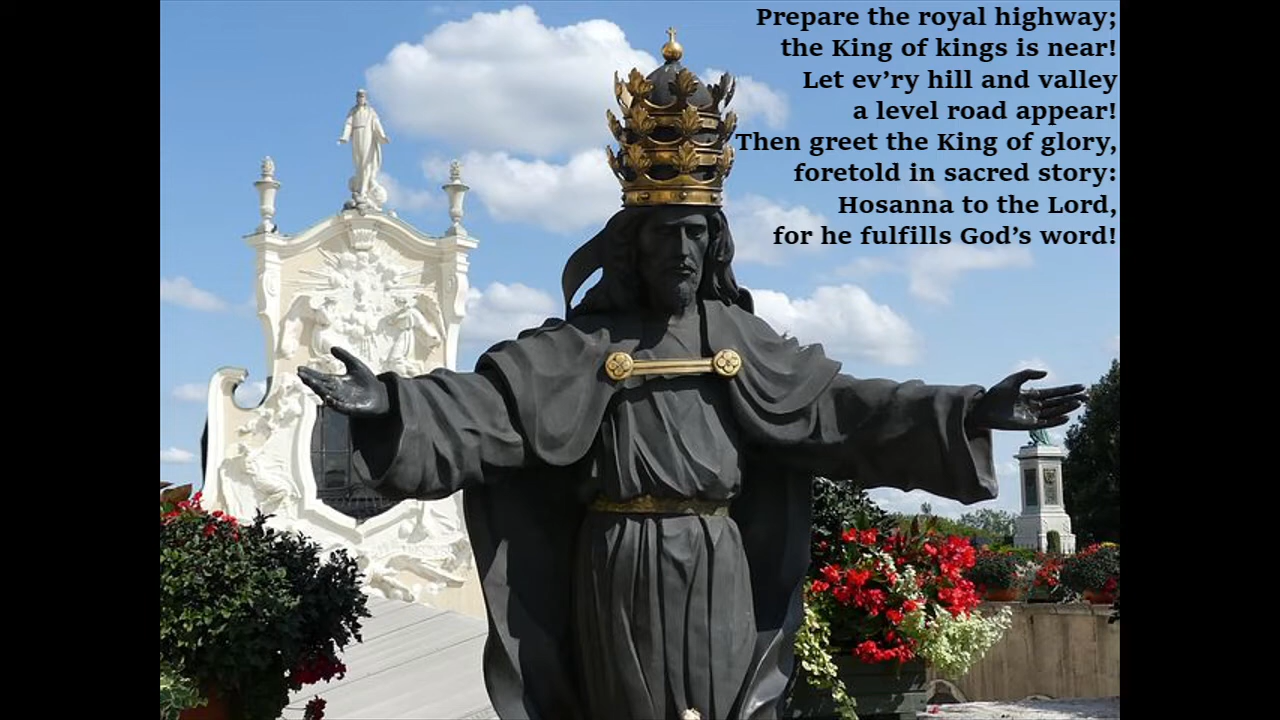 Prepare the royal highway;
the King of kings is near!
Let ev’ry hill and valley
a level road appear!
Then greet the King of glory,
foretold in sacred story:
Hosanna to the Lord,
for he fulfills God’s word!